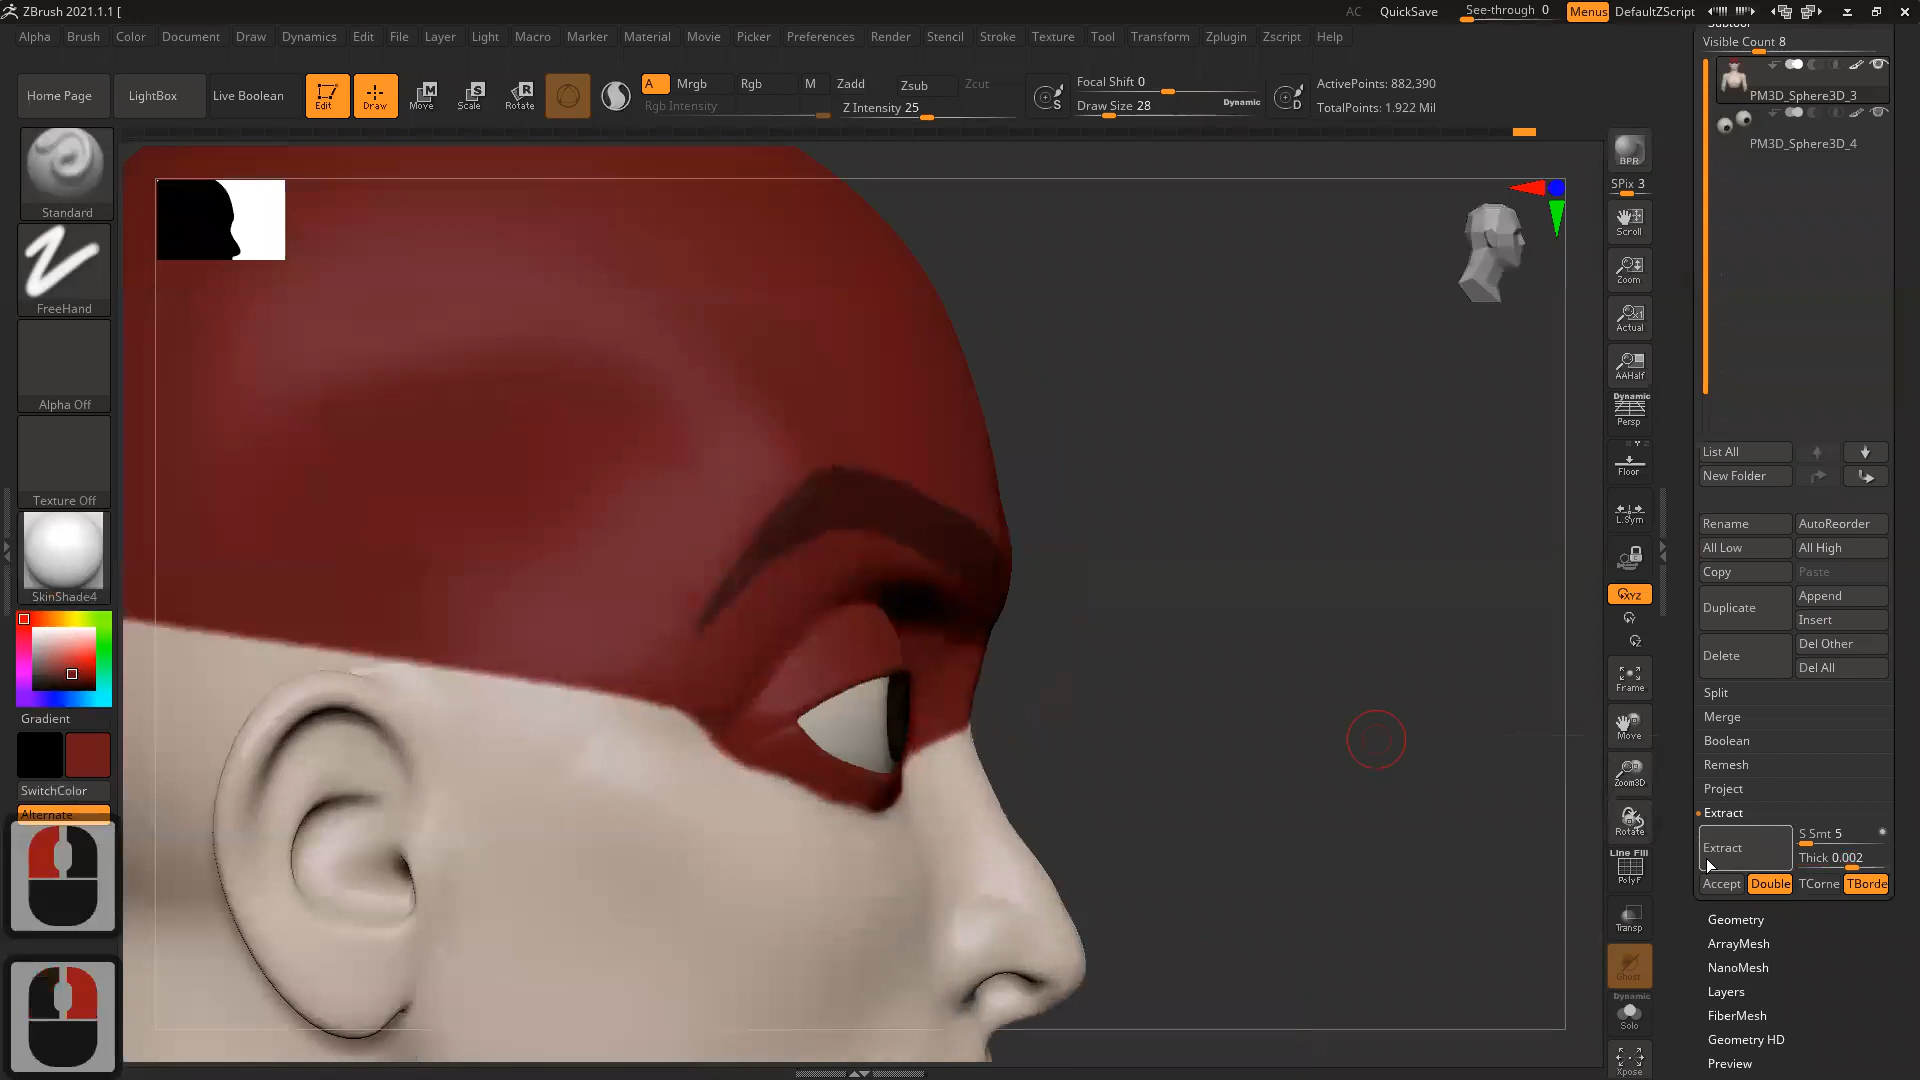 ZBrush 2021.1.1 [
AC QuickSave See-through 0 Menus DefaultZScript
Alpha Brush Color Document Draw Dynamics Edit File Layer Light Macro Marker Material Movie Picker Preferences Render Stencil Stroke Texture Tool Transform Zplugin Zscript Help
Home Page LightBox Live Boolean Edit Draw Move Scale Rotate
A Mrgb Rgb M Zadd Zsub Zcut
Rgb Intensity Z Intensity 25
Focal Shift 0
Draw Size 28 Dynamic
ActivePoints: 882,390
TotalPoints: 1.922 Mil
Standard
FreeHand
Alpha Off
Texture Off
SkinShade4
Gradient
SwitchColor
Alternate
BPR
SPix 3
Scroll
Zoom
Actual
AAHalf
Dynamic
Persp
Floor
L.Sym
XYZ
Y
Z
Frame
Move
Zoom3D
Rotate
Line Fill
PolyF
Transp
Ghost
Dynamic
Solo
Xpose
Subtool
Visible Count 8
PM3D_Sphere3D_3
PM3D_Sphere3D_4
List All
New Folder
Rename AutoReorder
All Low All High
Copy Paste
Duplicate Append
Insert
Delete Del Other
Del All
Split
Merge
Boolean
Remesh
Project
Extract
Extract S Smt 5
Thick 0.002
Accept Double TCorne TBorde
Geometry
ArrayMesh
NanoMesh
Layers
FiberMesh
Geometry HD
Preview